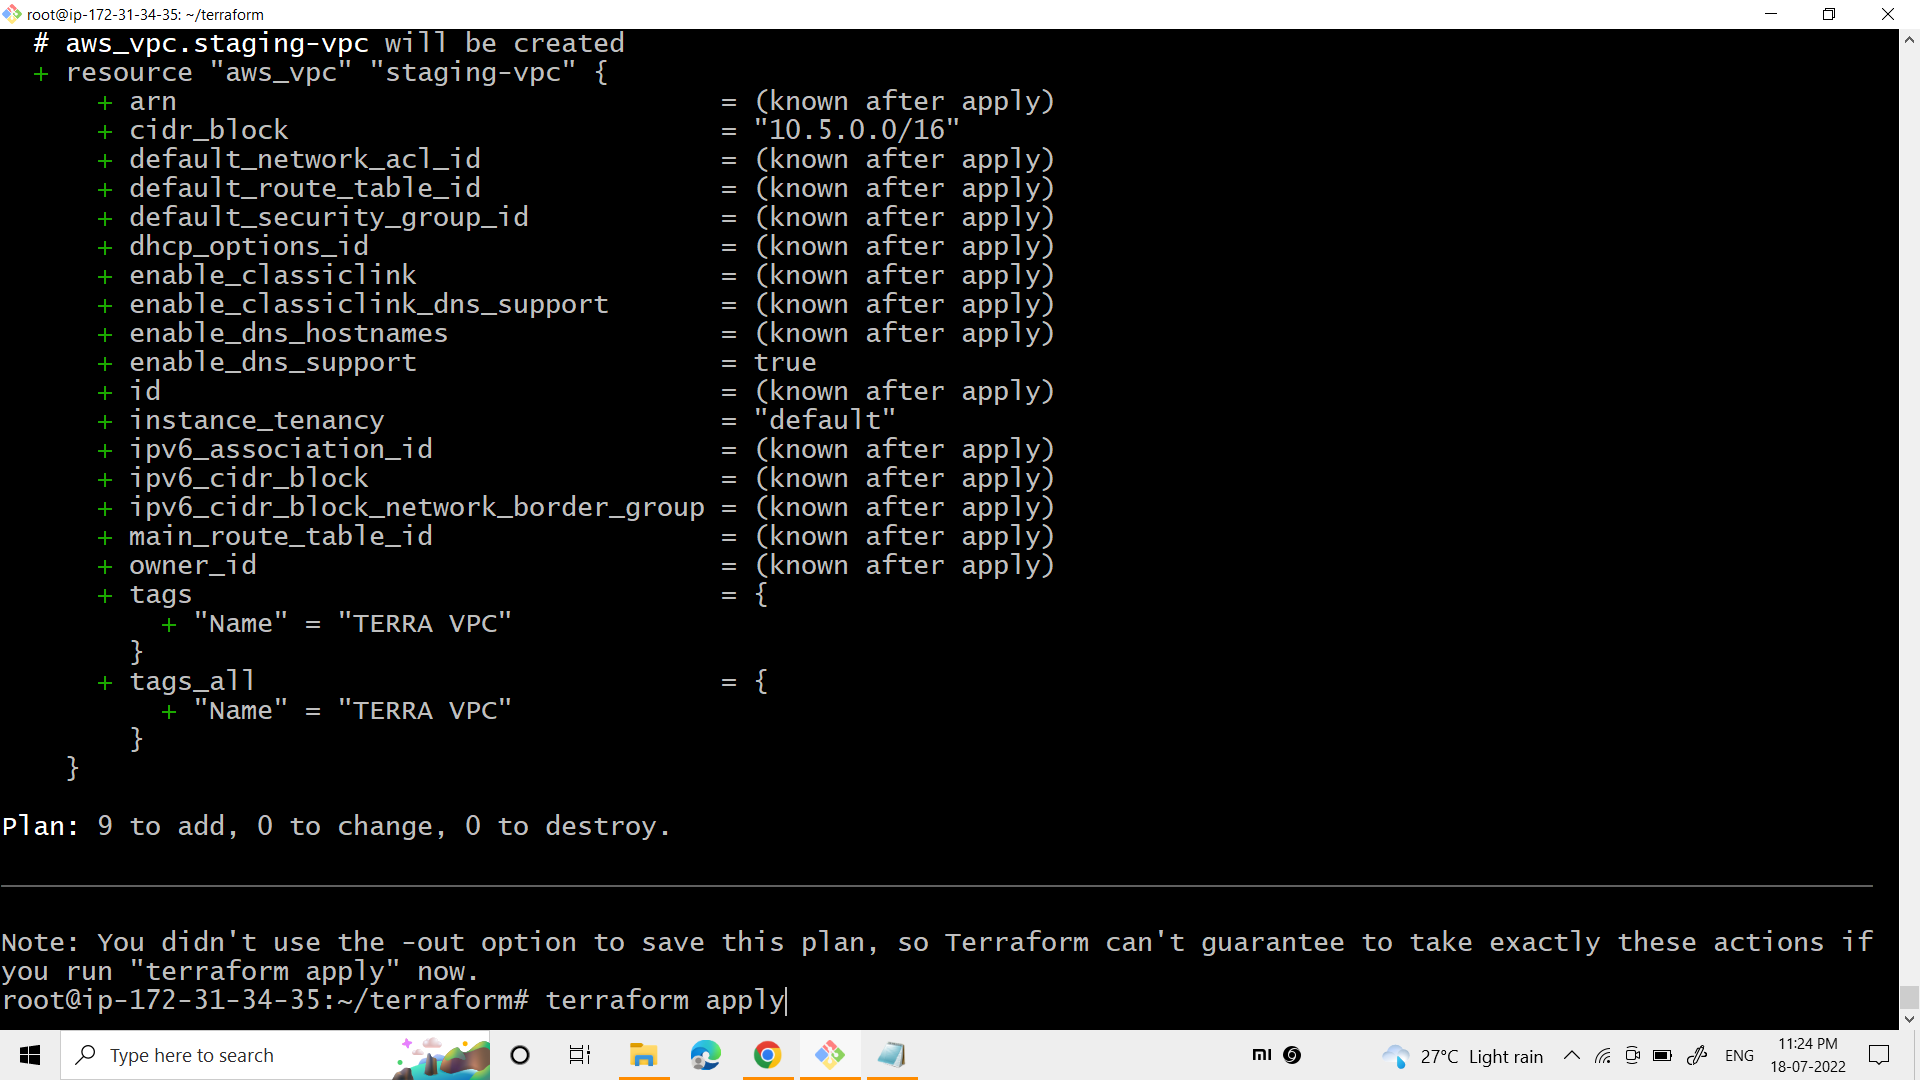 root@ip-172-31-34-35: ~/terraform
# aws_vpc.staging-vpc will be created
+ resource "aws_vpc" "staging-vpc" {
+ arn = (known after apply)
+ cidr_block = "10.5.0.0/16"
+ default_network_acl_id = (known after apply)
+ default_route_table_id = (known after apply)
+ default_security_group_id = (known after apply)
+ dhcp_options_id = (known after apply)
+ enable_classiclink = (known after apply)
+ enable_classiclink_dns_support = (known after apply)
+ enable_dns_hostnames = (known after apply)
+ enable_dns_support = true
+ id = (known after apply)
+ instance_tenancy = "default"
+ ipv6_association_id = (known after apply)
+ ipv6_cidr_block = (known after apply)
+ ipv6_cidr_block_network_border_group = (known after apply)
+ main_route_table_id = (known after apply)
+ owner_id = (known after apply)
+ tags = {
+ "Name" = "TERRA VPC"
}
+ tags_all = {
+ "Name" = "TERRA VPC"
}
}
Plan: 9 to add, 0 to change, 0 to destroy.
Note: You didn't use the -out option to save this plan, so Terraform can't guarantee to take exactly these actions if
you run "terraform apply" now.
root@ip-172-31-34-35:~/terraform# terraform apply
Type here to search
mi
27°C Light rain
ENG
11:24 PM
18-07-2022